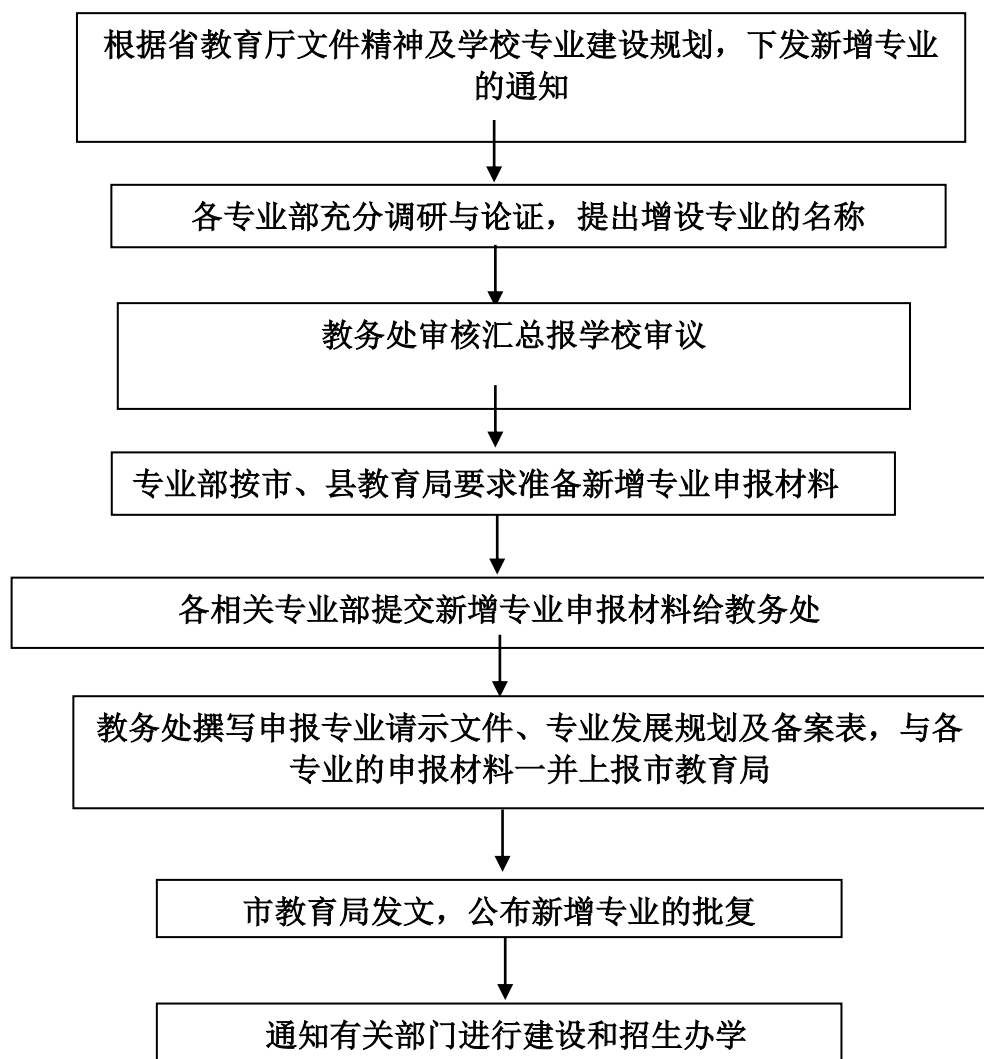 根据省教育厅文件精神及学校专业建设规划，下发新增专业
的通知
各专业部充分调研与论证，提出增设专业的名称
教务处审核汇总报学校审议
专业部按市、县教育局要求准备新增专业申报材料
各相关专业部提交新增专业申报材料给教务处
教务处撰写申报专业请示文件、专业发展规划及备案表，与各
专业的申报材料一并上报市教育局
市教育局发文，公布新增专业的批复
通知有关部门进行建设和招生办学